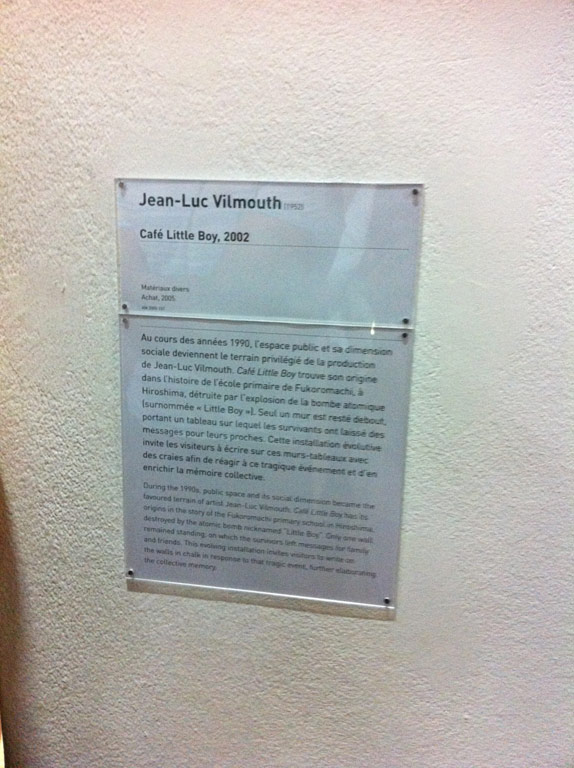 Jean-Luc Vilmouth (1952)
Café Little Boy, 2002
Matériaux divers
Achat, 2005
Au cours des années 1990, l'espace public et sa dimension
sociale deviennent le terrain privilégié de la production
de Jean-Luc Vilmouth. Café Little Boy trouve son origine
dans l'histoire de l'école primaire de Fukoromachi, à
Hiroshima, détruite par l'explosion de la bombe atomique
(surnommée « Little Boy »). Seul un mur est resté debout,
portant un tableau sur lequel les survivants ont laissé des
messages pour leurs proches. Cette installation évolutive
invite les visiteurs à écrire sur ces murs-tableaux avec
des craies afin de réagir à ce tragique événement et d'en
enrichir la mémoire collective.
During the 1990s, public space and its social dimension became the
favoured terrain of artist Jean-Luc Vilmouth. Café Little Boy has its
origins in the story of the Fukoromachi primary school in Hiroshima,
destroyed by the atomic bomb nicknamed "Little Boy". Only one wall
remained standing, on which the survivors left messages for family
and friends. This evolving installation invites visitors to write on
the walls in chalk in response to that tragic event, further elaborating
the collective memory.